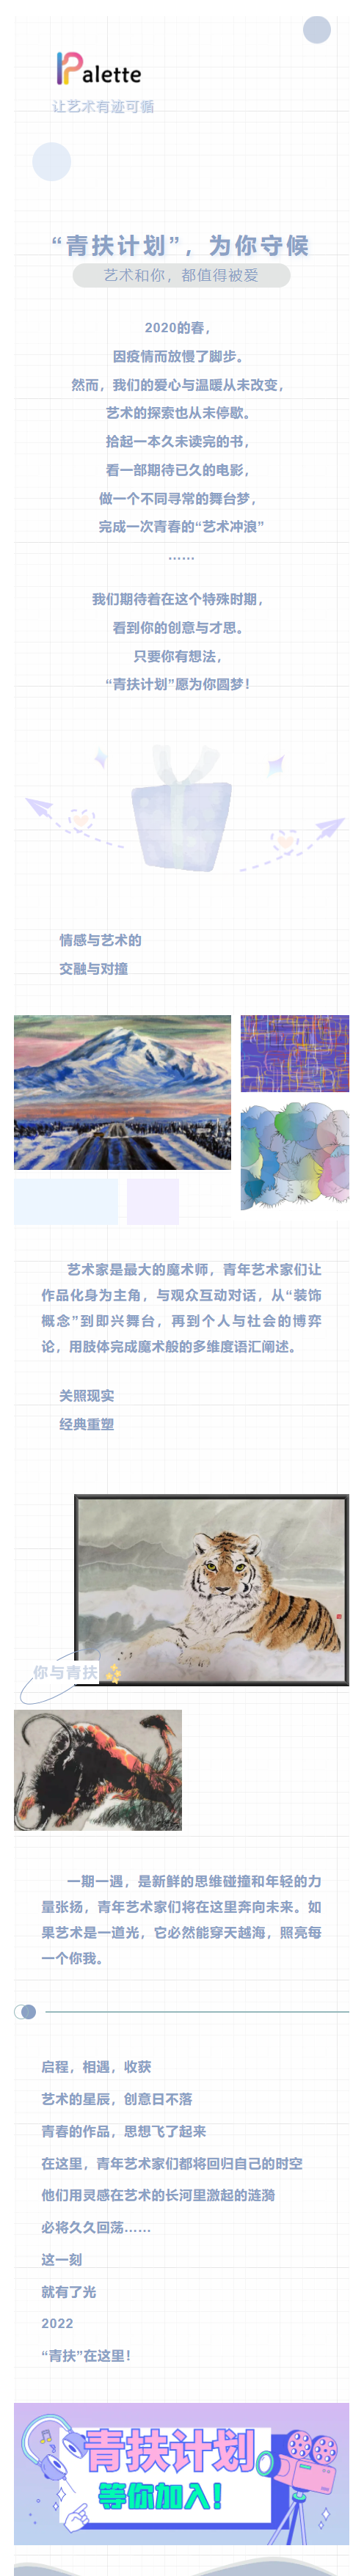 Palette
让艺术有迹可循
“青扶计划”，为你守候
艺术和你，都值得被爱
2020的春，
因疫情而放慢了脚步。
然而，我们的爱心与温暖从未改变，
艺术的探索也从未停歇。
拾起一本久未读完的书，
看一部期待已久的电影，
做一个不同寻常的舞台梦，
完成一次青春的“艺术冲浪”
……
我们期待着在这个特殊时期，
看到你的创意与才思。
只要你有想法，
“青扶计划”愿为你圆梦！
情感与艺术的
交融与对撞
艺术家是最大的魔术师，青年艺术家们让
作品化身为主角，与观众互动对话，从“装饰
概念”到即兴舞台，再到个人与社会的博弈
论，用肢体完成魔术般的多维度语汇阐述。
关照现实
经典重塑
你与青扶
一期一遇，是新鲜的思维碰撞和年轻的力
量张扬，青年艺术家们将在这里奔向未来。如
果艺术是一道光，它必然能穿天越海，照亮每
一个你我。
启程，相遇，收获
艺术的星辰，创意日不落
青春的作品，思想飞了起来
在这里，青年艺术家们都将回归自己的时空
他们用灵感在艺术的长河里激起的涟漪
必将久久回荡……
这一刻
就有了光
2022
“青扶”在这里！
青扶计划
等你加入！